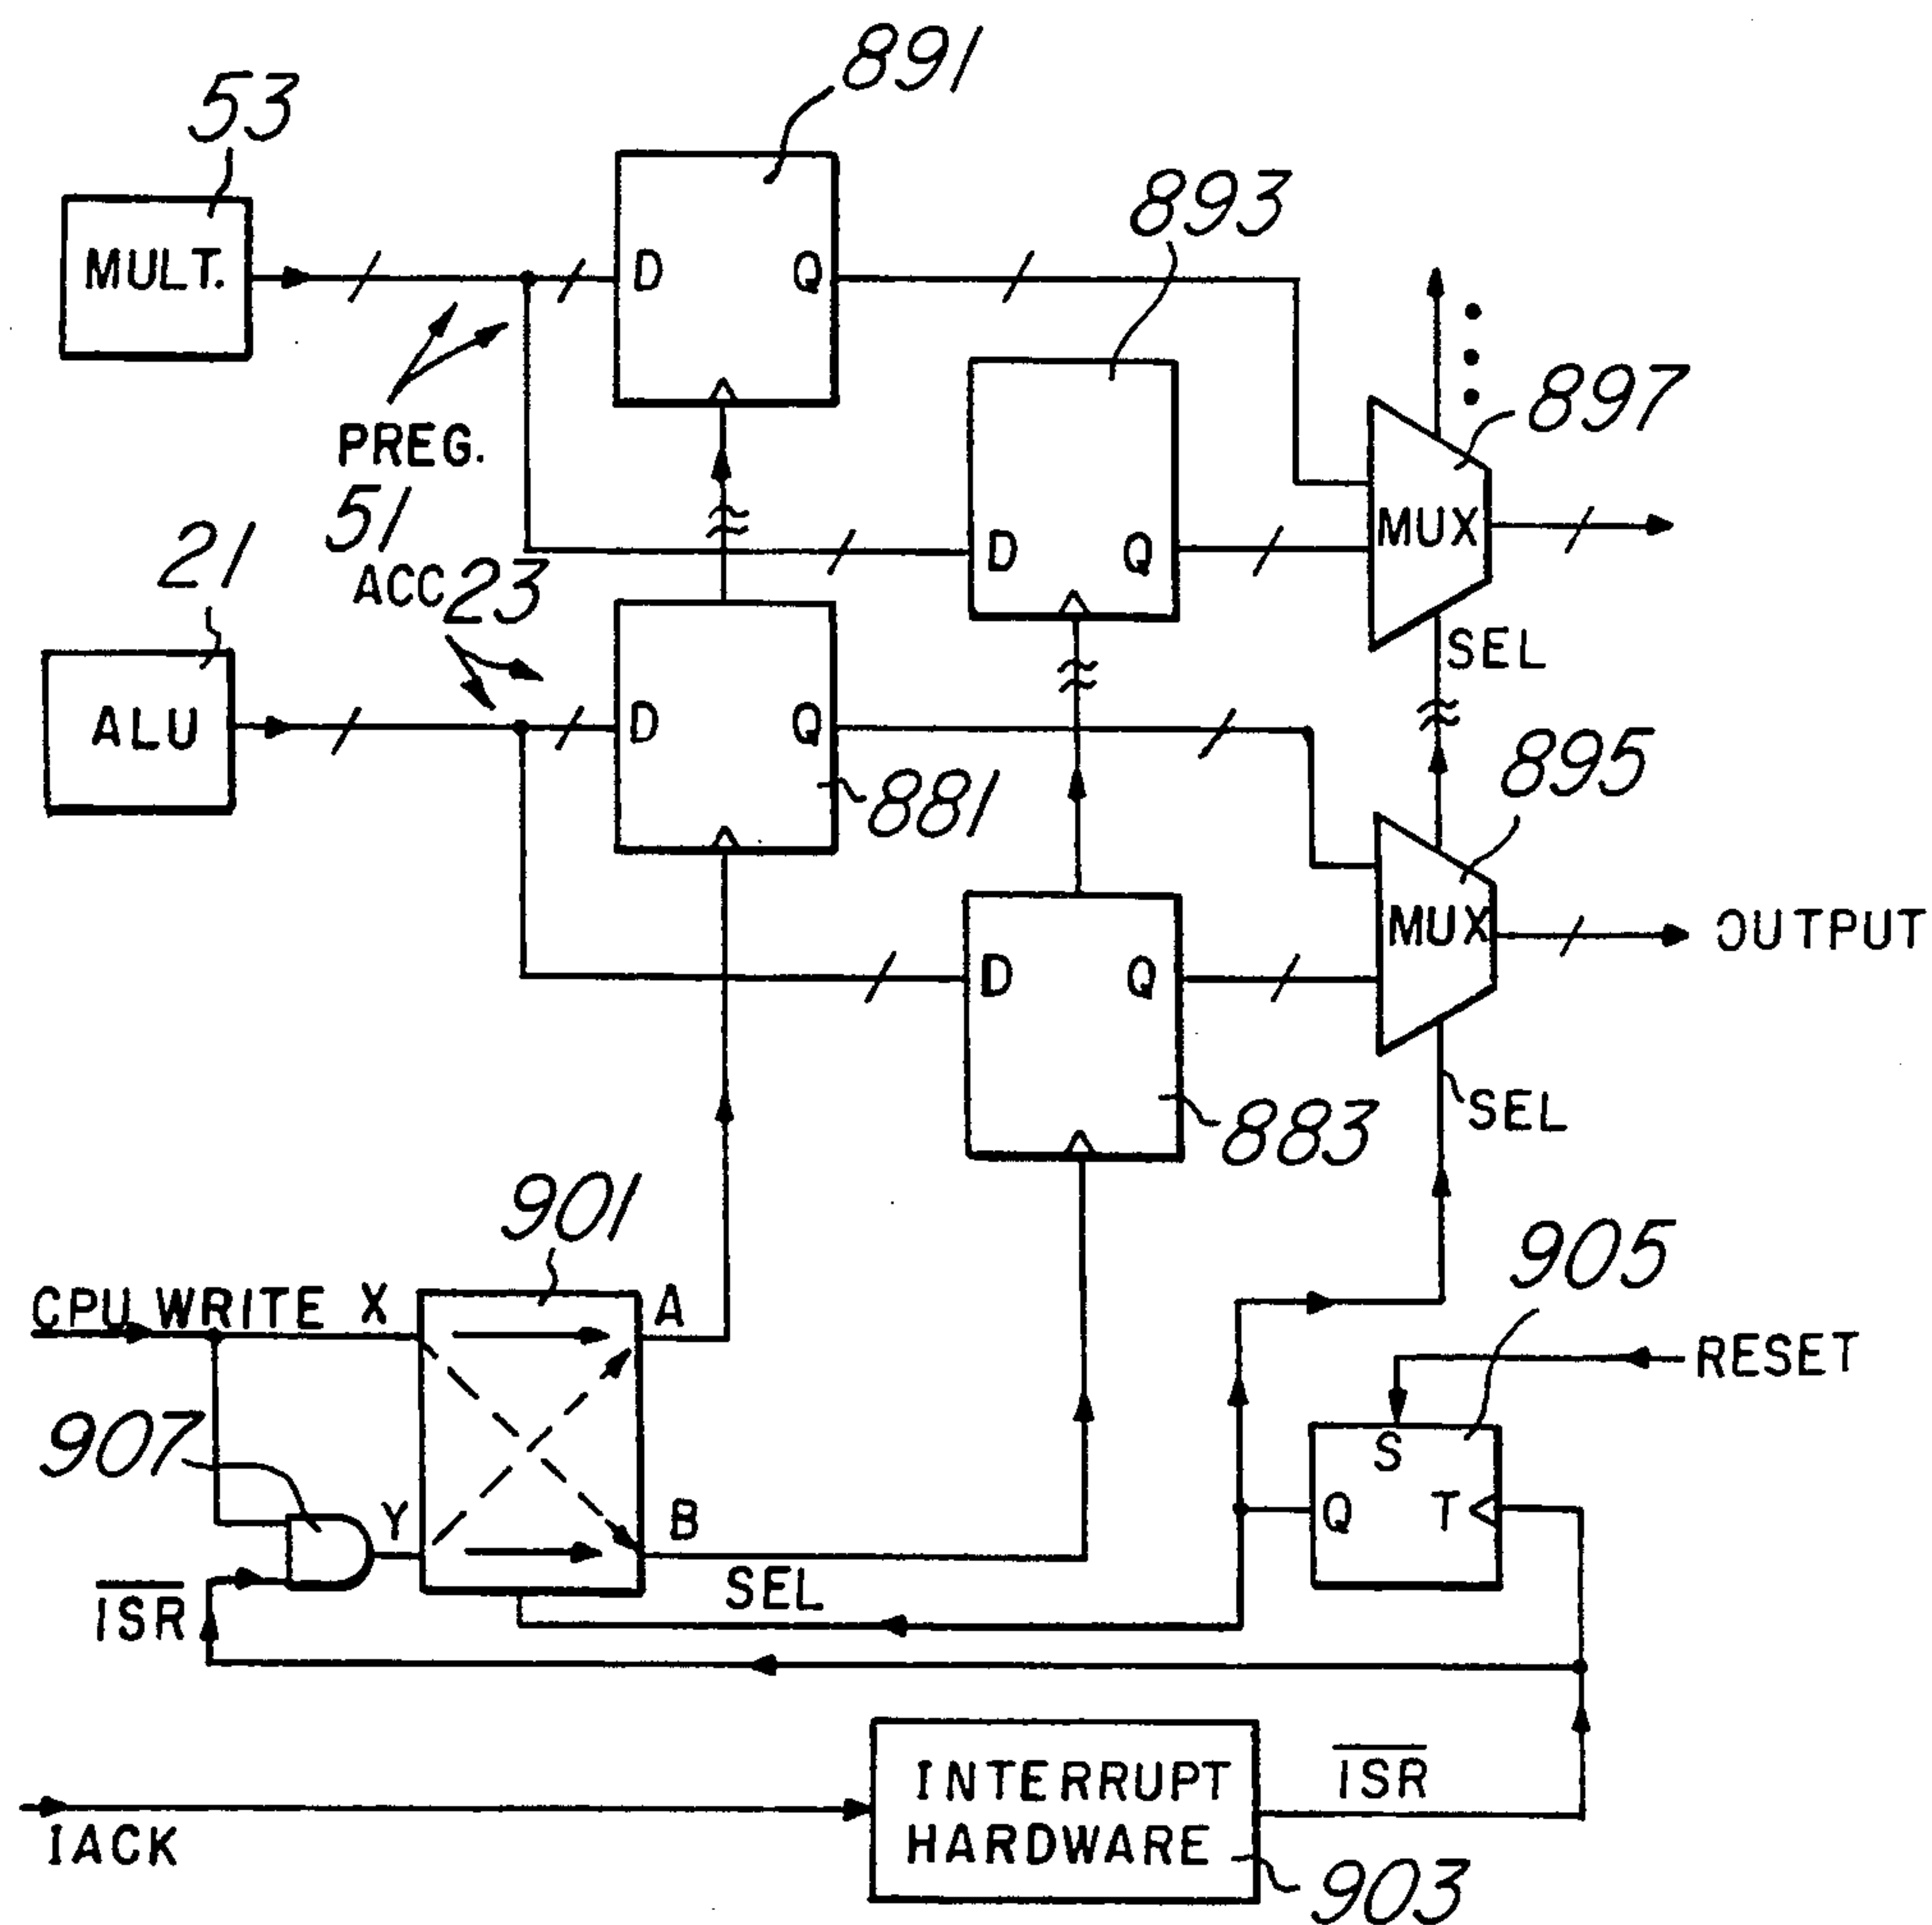 891
53
893
MULT.
D
Q
897
PREG.
51
MUX
21
ACC 23
D
Q
SEL
ALU
D
Q
895
881
MUX
OUTPUT
D
Q
883
SEL
901
905
CPU WRITE X
A
RESET
907
S
Y
B
Q
T
SEL
ISR
INTERRUPT
HARDWARE
ISR
IACK
903